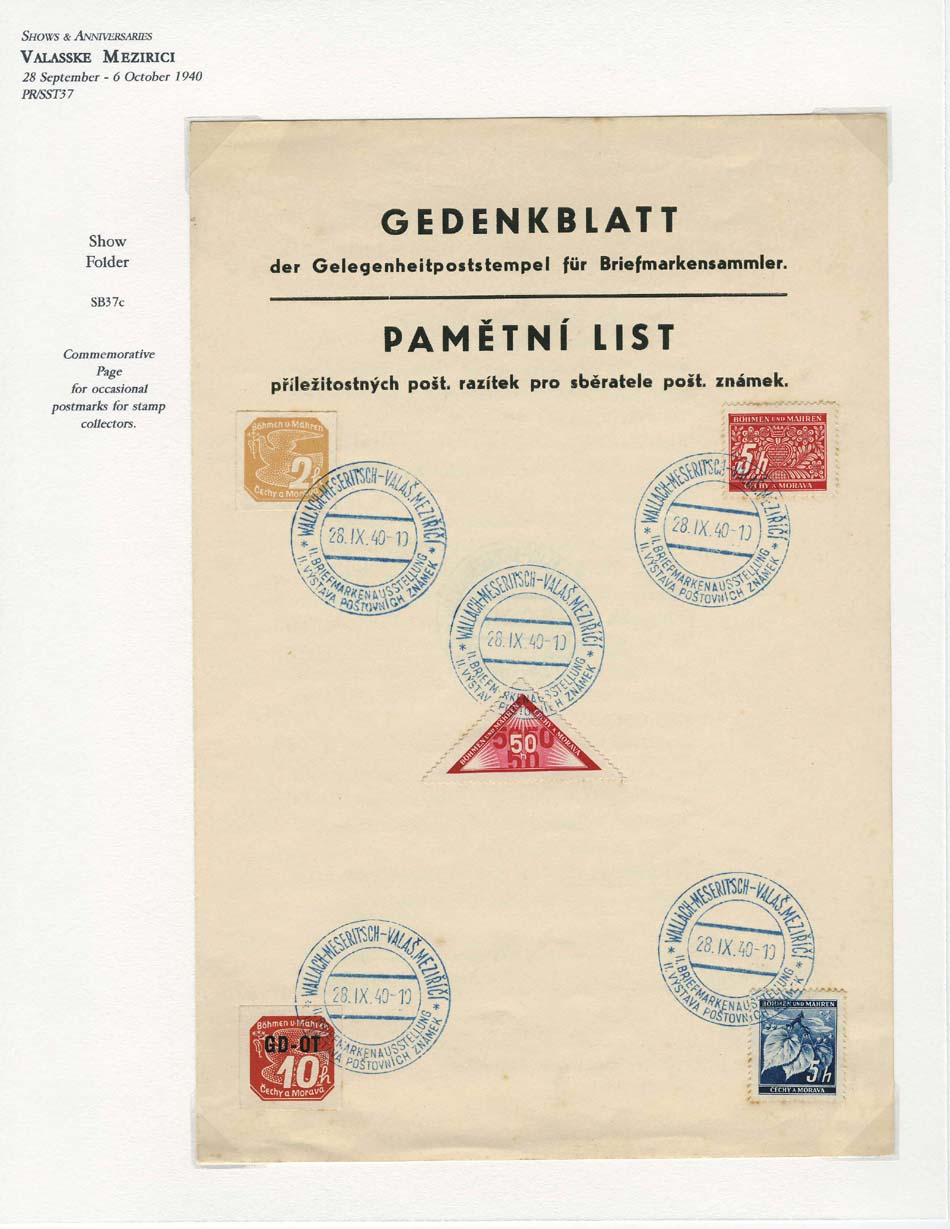 SHOWS & ANNIVERSARIES
VALASSKE MEZIRICI
28 September - 6 October 1940
PR/SST37
Show
Folder
SB37c
Commemorative
Page
for occasional
postmarks for stamp
collectors.
GEDENKBLATT
der Gelegenheitpoststempel für Briefmarkensammler.
PAMĚTNÍ LIST
příležitostných pošt. razítek pro sběratele pošt. známek.
Böhmen u. Mähren
2h
Čechy a Morava
BÖHMEN UND MÄHREN
5h
ČECHY A MORAVA
WALLACH-MESERITSCH-VALAŠ.MEZIŘÍČÍ
28.IX.40-10
II.BRIEFMARKENAUSSTELLUNG
II.VÝSTAVA POŠTOVNÍCH ZNÁMEK
WALLACH-MESERITSCH-VALAŠ.MEZIŘÍČÍ
28.IX.40-10
II.BRIEFMARKENAUSSTELLUNG
II.VÝSTAVA POŠTOVNÍCH ZNÁMEK
WALLACH-MESERITSCH-VALAŠ.MEZIŘÍČÍ
28.IX.40-10
II.BRIEFMARKENAUSSTELLUNG
II.VÝSTAVA POŠTOVNÍCH ZNÁMEK
BÖHMEN UND MÄHREN
ČECHY A MORAVA
50 50
50 h
50
WALLACH-MESERITSCH-VALAŠ.MEZIŘÍČÍ
28.IX.40-10
II.BRIEFMARKENAUSSTELLUNG
II.VÝSTAVA POŠTOVNÍCH
WALLACH-MESERITSCH-VALAŠ.MEZIŘÍČÍ
28.IX.40-10
BRIEFMARKENAUSSTELLUNG
VÝSTAVA POŠTOVNÍCH ZNÁMEK
Böhmen u. Mähren
GD-OT
10h
Čechy a Morava
BÖHMEN UND MÄHREN
5h
ČECHY A MORAVA